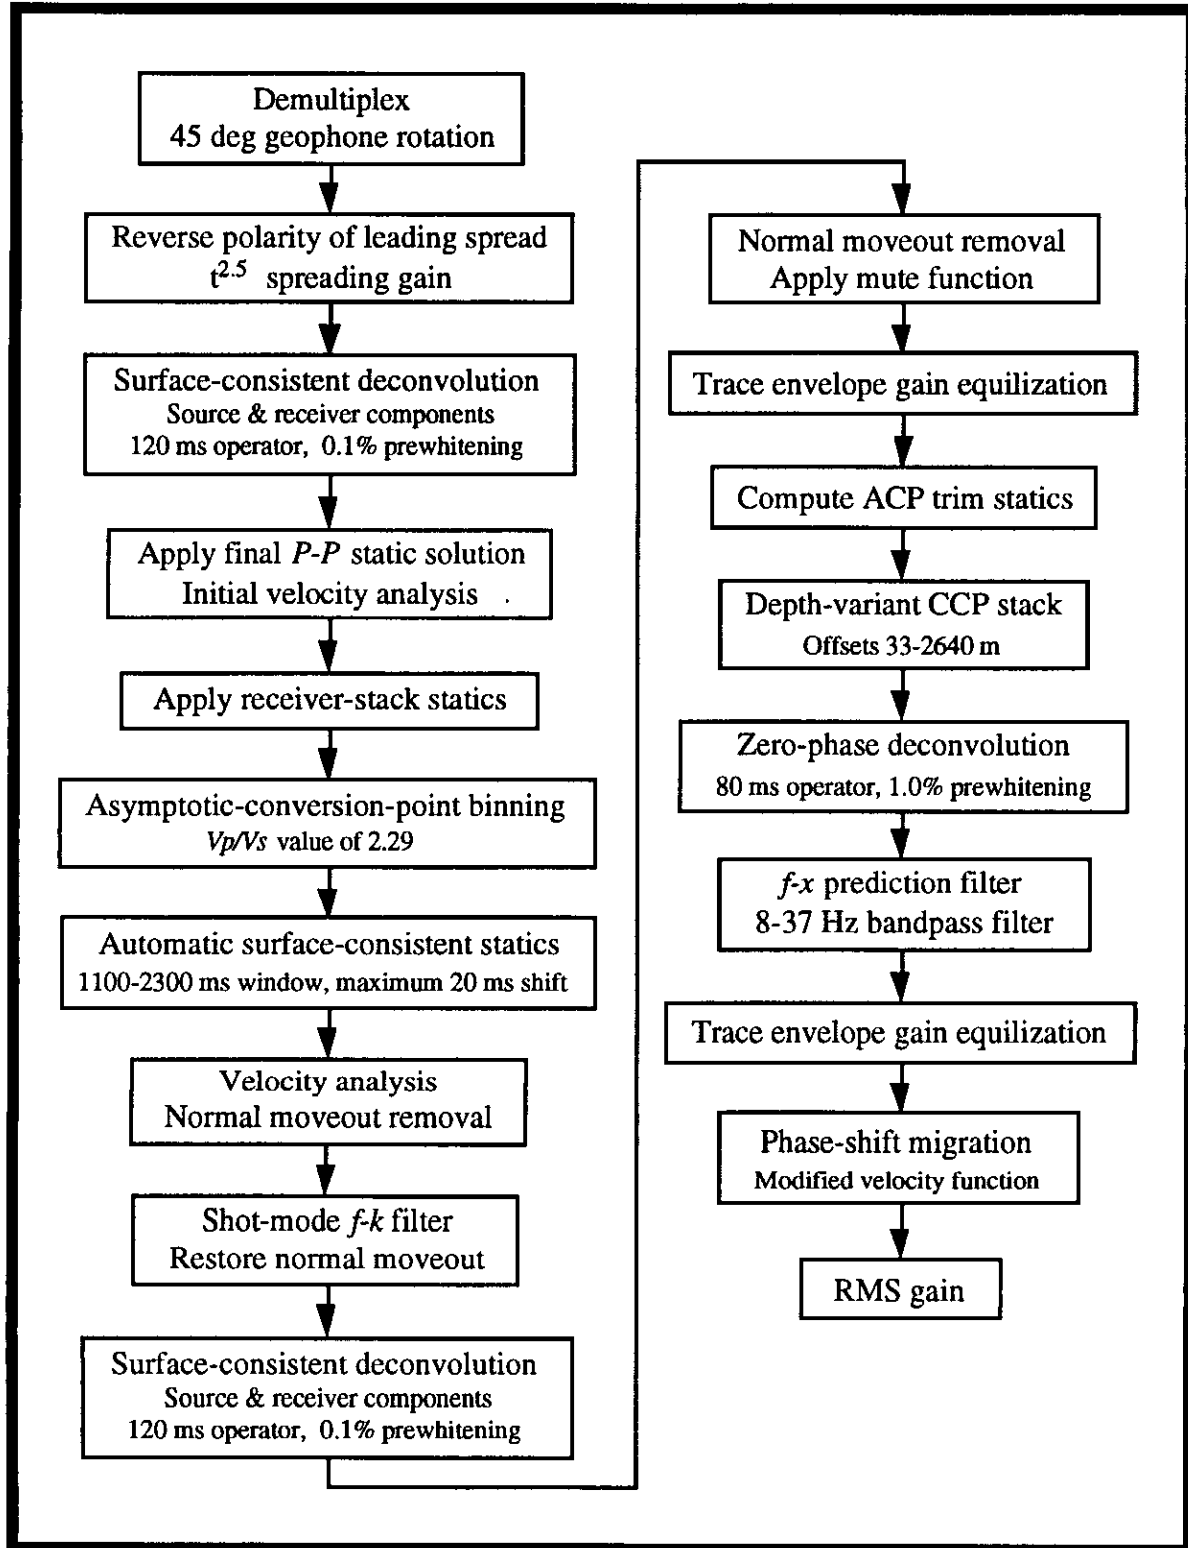 Demultiplex
45 deg geophone rotation
Reverse polarity of leading spread
t^2.5 spreading gain
Surface-consistent deconvolution
Source & receiver components
120 ms operator, 0.1% prewhitening
Apply final P-P static solution
Initial velocity analysis
Apply receiver-stack statics
Asymptotic-conversion-point binning
Vp/Vs value of 2.29
Automatic surface-consistent statics
1100-2300 ms window, maximum 20 ms shift
Velocity analysis
Normal moveout removal
Shot-mode f-k filter
Restore normal moveout
Surface-consistent deconvolution
Source & receiver components
120 ms operator, 0.1% prewhitening
Normal moveout removal
Apply mute function
Trace envelope gain equilization
Compute ACP trim statics
Depth-variant CCP stack
Offsets 33-2640 m
Zero-phase deconvolution
80 ms operator, 1.0% prewhitening
f-x prediction filter
8-37 Hz bandpass filter
Trace envelope gain equilization
Phase-shift migration
Modified velocity function
RMS gain